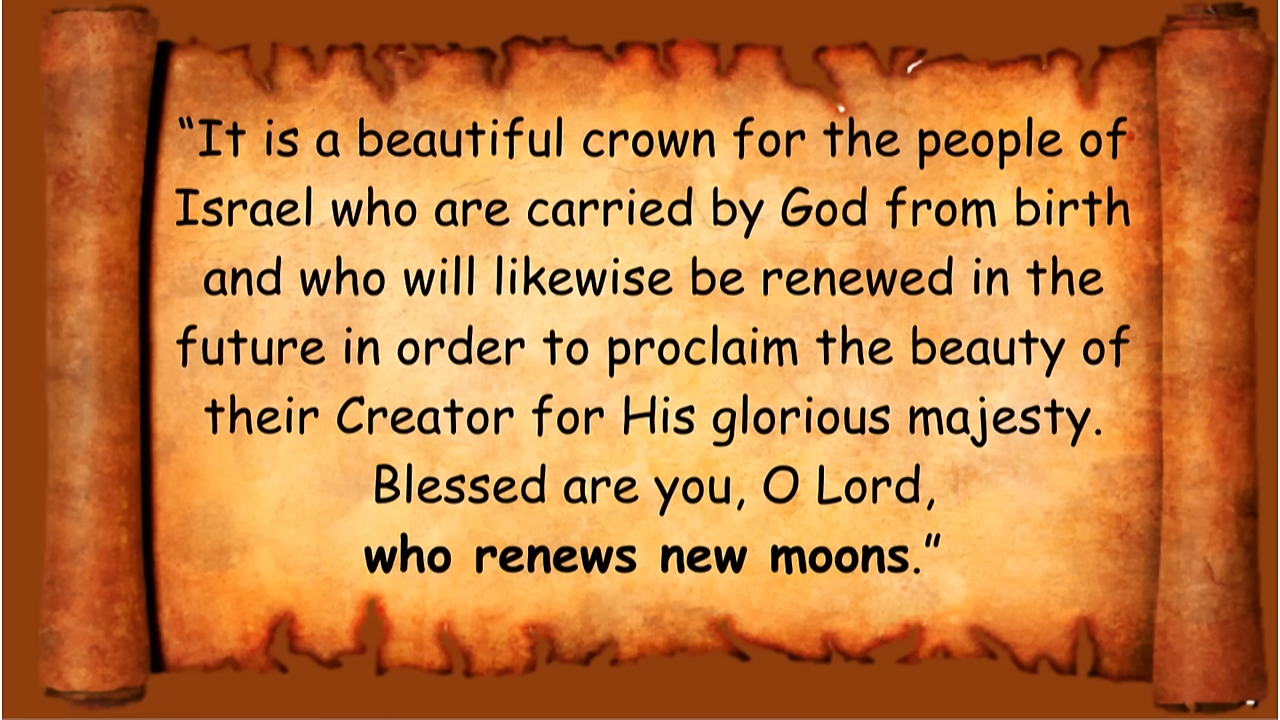 “It is a beautiful crown for the people of
Israel who are carried by God from birth
and who will likewise be renewed in the
future in order to proclaim the beauty of
their Creator for His glorious majesty.
Blessed are you, O Lord,
who renews new moons.”